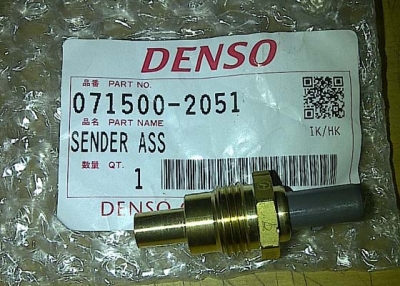 DENSO
品番 PART NO.
071500-2051
品名 PART NAME
SENDER ASS
IK/HK
数量 QT.
1
DENSO